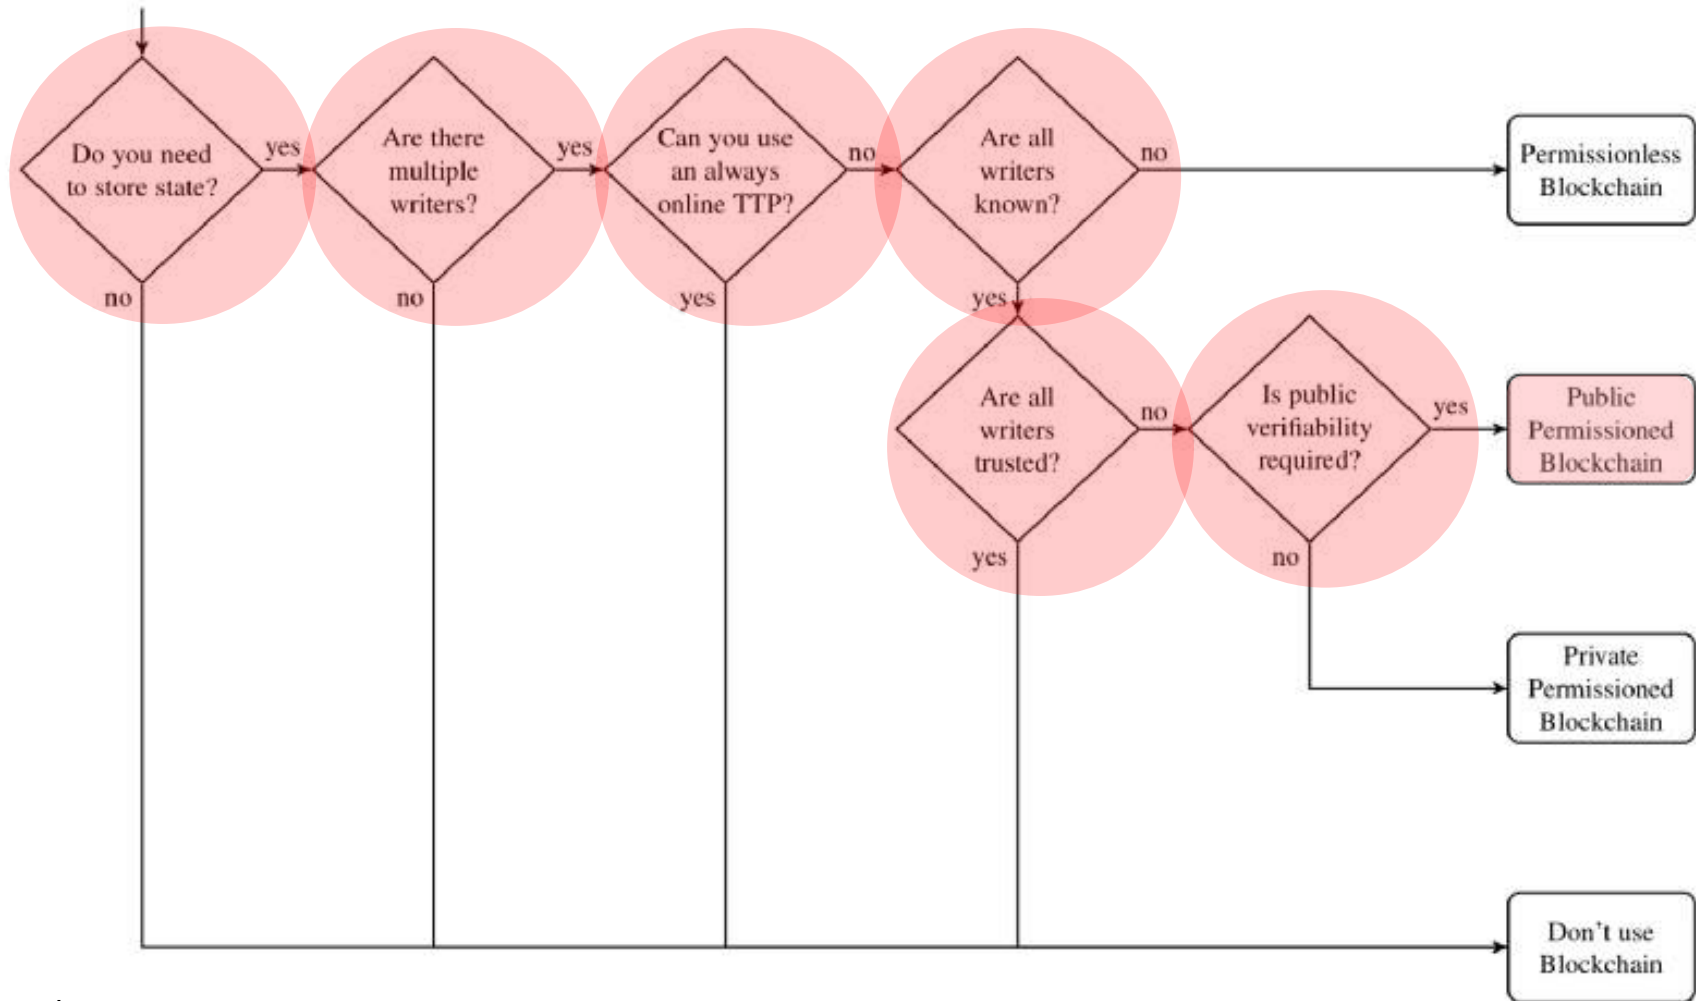 Do you need
to store state?
yes
no
Are there
multiple
writers?
yes
no
Can you use
an always
online TTP?
no
yes
Are all
writers
known?
no
yes
Permissionless
Blockchain
Are all
writers
trusted?
no
yes
Is public
verifiability
required?
yes
no
Public
Permissioned
Blockchain
Private
Permissioned
Blockchain
Don't use
Blockchain